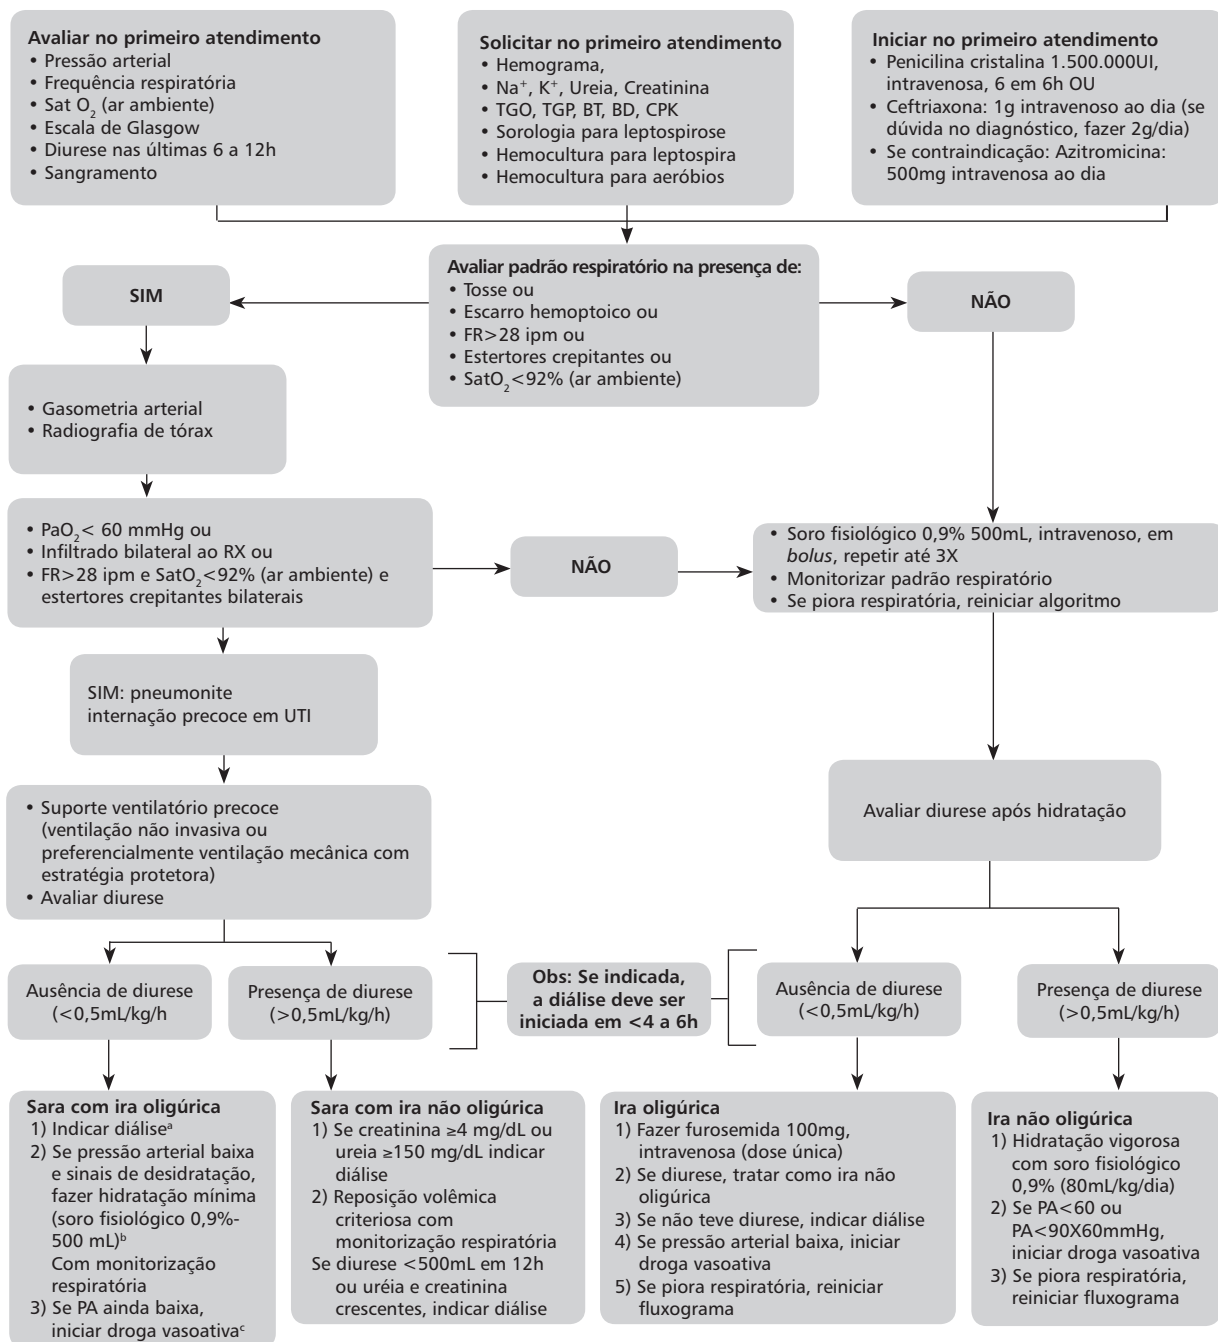 Avaliar no primeiro atendimento
• Pressão arterial
• Frequência respiratória
• Sat O2 (ar ambiente)
• Escala de Glasgow
• Diurese nas últimas 6 a 12h
• Sangramento
Solicitar no primeiro atendimento
• Hemograma,
• Na+, K+, Ureia, Creatinina
• TGO, TGP, BT, BD, CPK
• Sorologia para leptospirose
• Hemocultura para leptospira
• Hemocultura para aeróbios
Iniciar no primeiro atendimento
• Penicilina cristalina 1.500.000UI,
intravenosa, 6 em 6h OU
• Ceftriaxona: 1g intravenoso ao dia (se
dúvida no diagnóstico, fazer 2g/dia)
• Se contraindicação: Azitromicina:
500mg intravenosa ao dia
Avaliar padrão respiratório na presença de:
• Tosse ou
• Escarro hemoptoico ou
• FR>28 ipm ou
• Estertores crepitantes ou
• SatO2<92% (ar ambiente)
SIM
NÃO
• Gasometria arterial
• Radiografia de tórax
• PaO2< 60 mmHg ou
• Infiltrado bilateral ao RX ou
• FR>28 ipm e SatO2<92% (ar ambiente) e
estertores crepitantes bilaterais
NÃO
• Soro fisiológico 0,9% 500mL, intravenoso, em
bolus, repetir até 3X
• Monitorizar padrão respiratório
• Se piora respiratória, reiniciar algoritmo
SIM: pneumonite
internação precoce em UTI
• Suporte ventilatório precoce
(ventilação não invasiva ou
preferencialmente ventilação mecânica com
estratégia protetora)
• Avaliar diurese
Avaliar diurese após hidratação
Ausência de diurese
(<0,5mL/kg/h
Presença de diurese
(>0,5mL/kg/h)
Obs: Se indicada,
a diálise deve ser
iniciada em <4 a 6h
Ausência de diurese
(<0,5mL/kg/h)
Presença de diurese
(>0,5mL/kg/h)
Sara com ira oligúrica
1) Indicar diáliseª
2) Se pressão arterial baixa
e sinais de desidratação,
fazer hidratação mínima
(soro fisiológico 0,9%-
500 mL)ᵇ
Com monitorização
respiratória
3) Se PA ainda baixa,
iniciar droga vasoativaᶜ
Sara com ira não oligúrica
1) Se creatinina ≥4 mg/dL ou
ureia ≥150 mg/dL indicar
diálise
2) Reposição volêmica
criteriosa com
monitorização respiratória
Se diurese <500mL em 12h
ou uréia e creatinina
crescentes, indicar diálise
Ira oligúrica
1) Fazer furosemida 100mg,
intravenosa (dose única)
2) Se diurese, tratar como ira não
oligúrica
3) Se não teve diurese, indicar diálise
4) Se pressão arterial baixa, iniciar
droga vasoativa
5) Se piora respiratória, reiniciar
fluxograma
Ira não oligúrica
1) Hidratação vigorosa
com soro fisiológico
0,9% (80mL/kg/dia)
2) Se PA<60 ou
PA<90X60mmHg,
iniciar droga vasoativa
3) Se piora respiratória,
reiniciar fluxograma